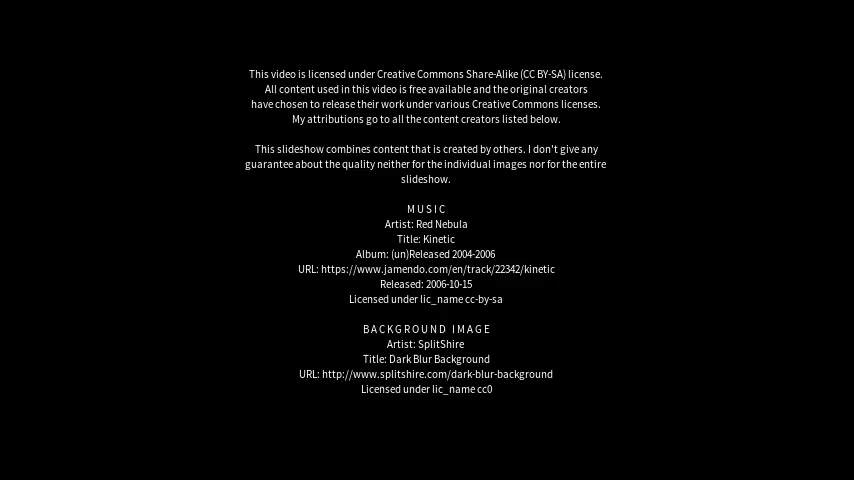 This video is licensed under Creative Commons Share-Alike (CC BY-SA) license.
All content used in this video is free available and the original creators
have chosen to release their work under various Creative Commons licenses.
My attributions go to all the content creators listed below.
This slideshow combines content that is created by others. I don't give any
guarantee about the quality neither for the individual images nor for the entire
slideshow.
MUSIC
Artist: Red Nebula
Title: Kinetic
Album: (un)Released 2004-2006
URL: https://www.jamendo.com/en/track/22342/kinetic
Released: 2006-10-15
Licensed under lic_name cc-by-sa
BACKGROUND IMAGE
Artist: SplitShire
Title: Dark Blur Background
URL: http://www.splitshire.com/dark-blur-background
Licensed under lic_name cc0